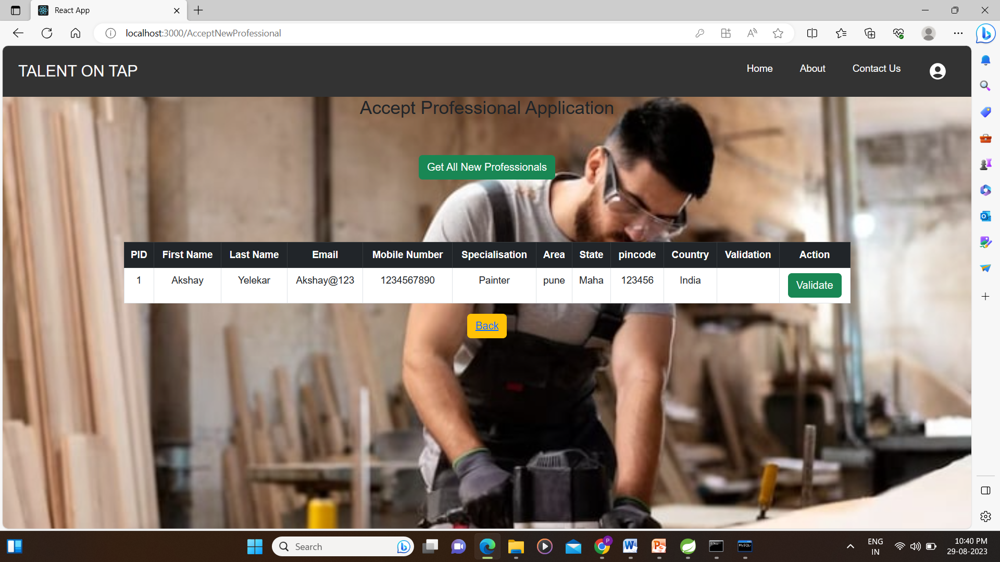 React App
localhost:3000/AcceptNewProfessional
TALENT ON TAP
Home About Contact Us
Accept Professional Application
Get All New Professionals
PID First Name Last Name Email Mobile Number Specialisation Area State pincode Country Validation Action
1 Akshay Yelekar Akshay@123 1234567890 Painter pune Maha 123456 India Validate
Back
Search
P
MySQL
ENG
IN
10:40 PM
29-08-2023